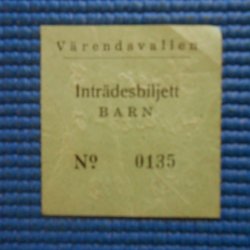 Värendsvallen
Inträdesbiljett
BARN
Nº 0135